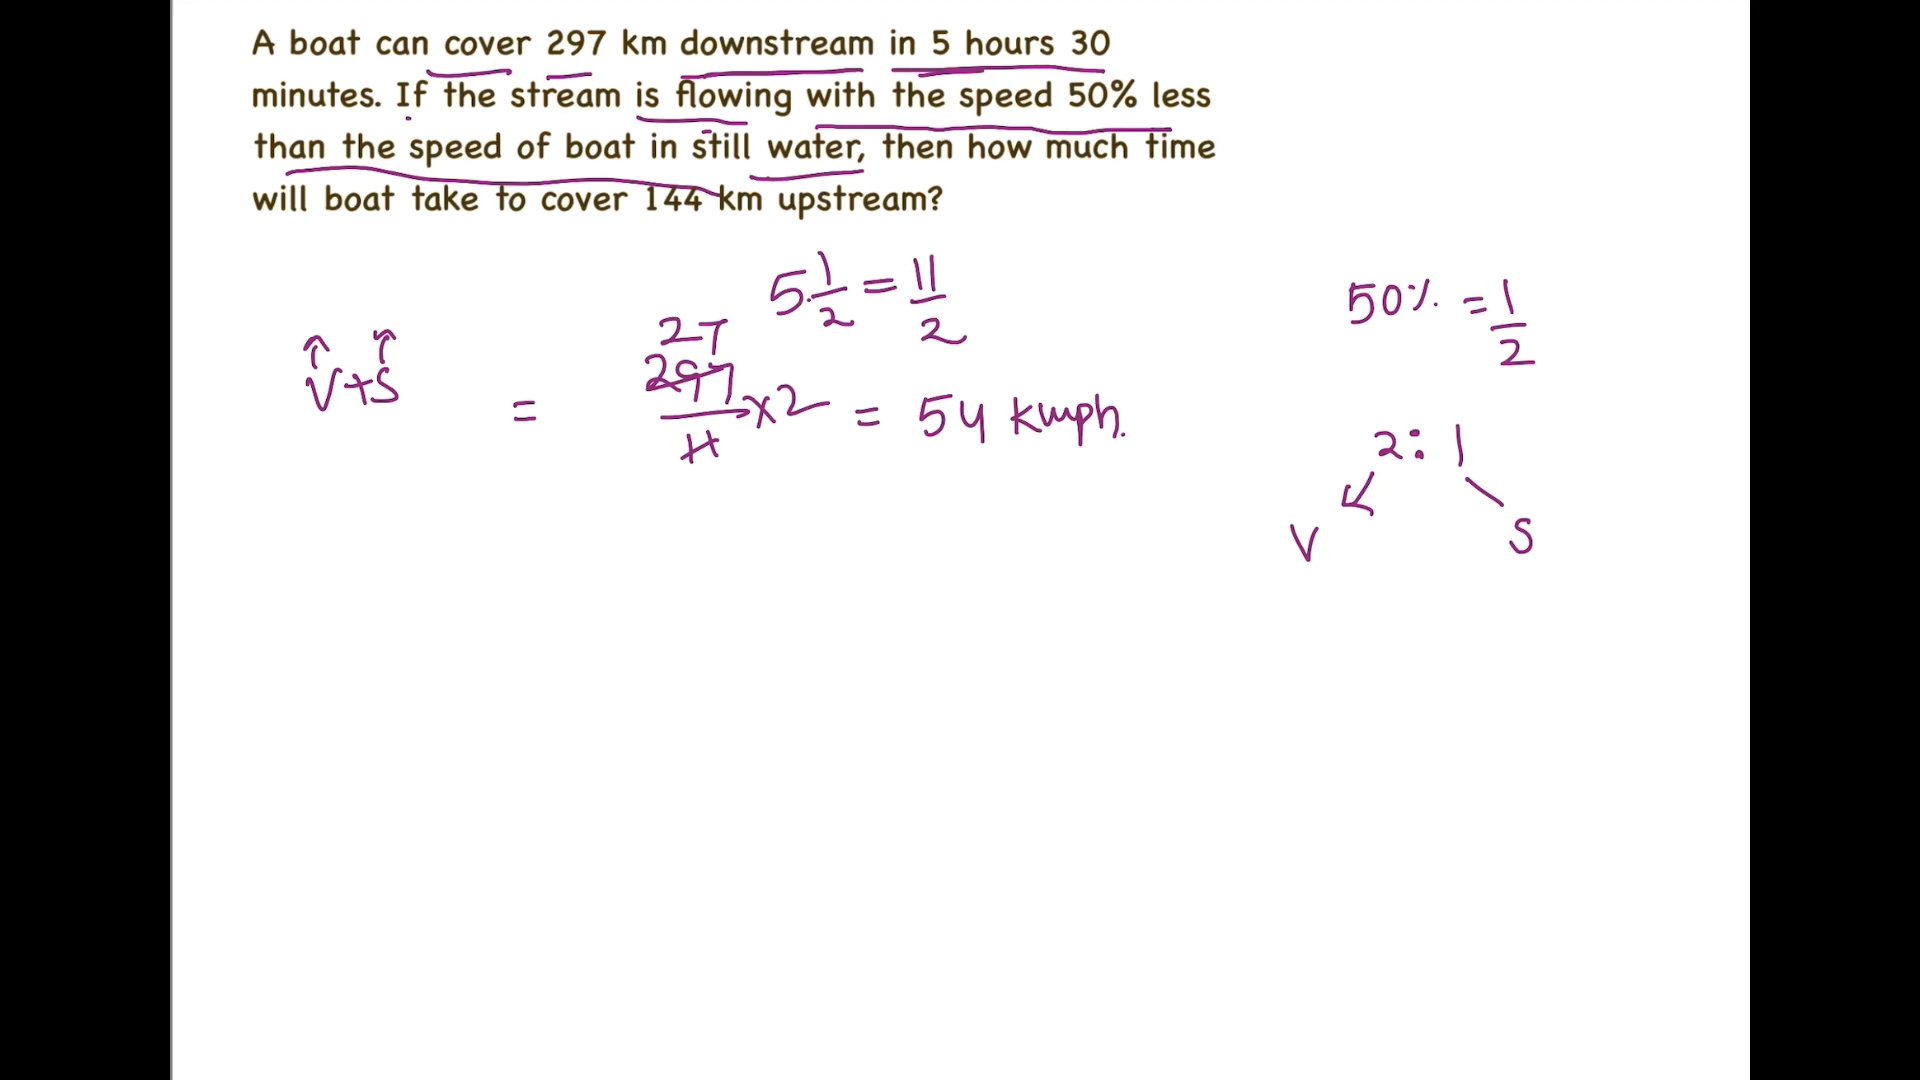 A boat can cover 297 km downstream in 5 hours 30
minutes. If the stream is flowing with the speed 50% less
than the speed of boat in still water, then how much time
will boat take to cover 144 km upstream?
5 1/2 = 11/2
50% = 1/2
27
V+S = 297/11 x2 = 54 kmph.
2:1
V S